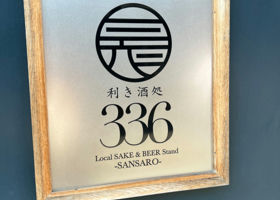 利き酒処
336
Local SAKE & BEER Stand
-SANSARO-